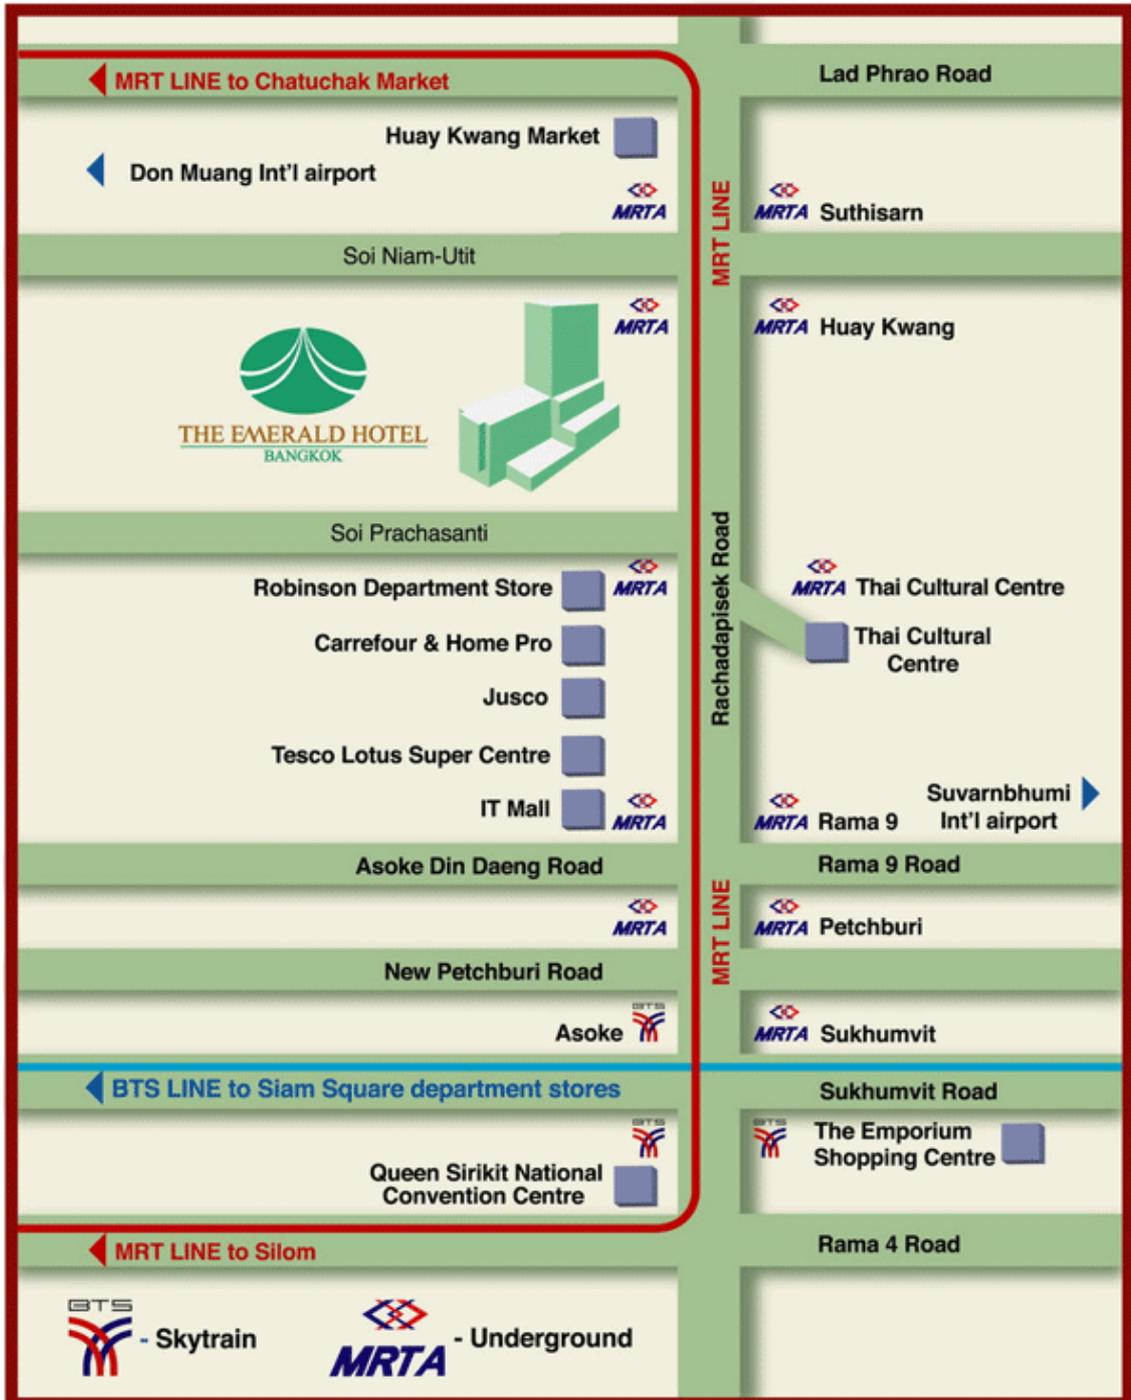 MRT LINE to Chatuchak Market
Lad Phrao Road
Huay Kwang Market
Don Muang Int'l airport
MRTA
MRT LINE
MRTA Suthisarn
Soi Niam-Utit
MRTA
MRTA Huay Kwang
THE EMERALD HOTEL
BANGKOK
Soi Prachasanti
Rachadapisek Road
Robinson Department Store
MRTA
MRTA Thai Cultural Centre
Carrefour & Home Pro
Thai Cultural
Centre
Jusco
Tesco Lotus Super Centre
IT Mall
MRTA
MRTA Rama 9
Suvarnbhumi
Int'l airport
Asoke Din Daeng Road
Rama 9 Road
MRTA
MRT LINE
MRTA Petchburi
New Petchburi Road
Asoke
BTS
MRTA Sukhumvit
BTS LINE to Siam Square department stores
Sukhumvit Road
BTS
BTS
The Emporium
Shopping Centre
Queen Sirikit National
Convention Centre
MRT LINE to Silom
Rama 4 Road
BTS
- Skytrain
MRTA
- Underground